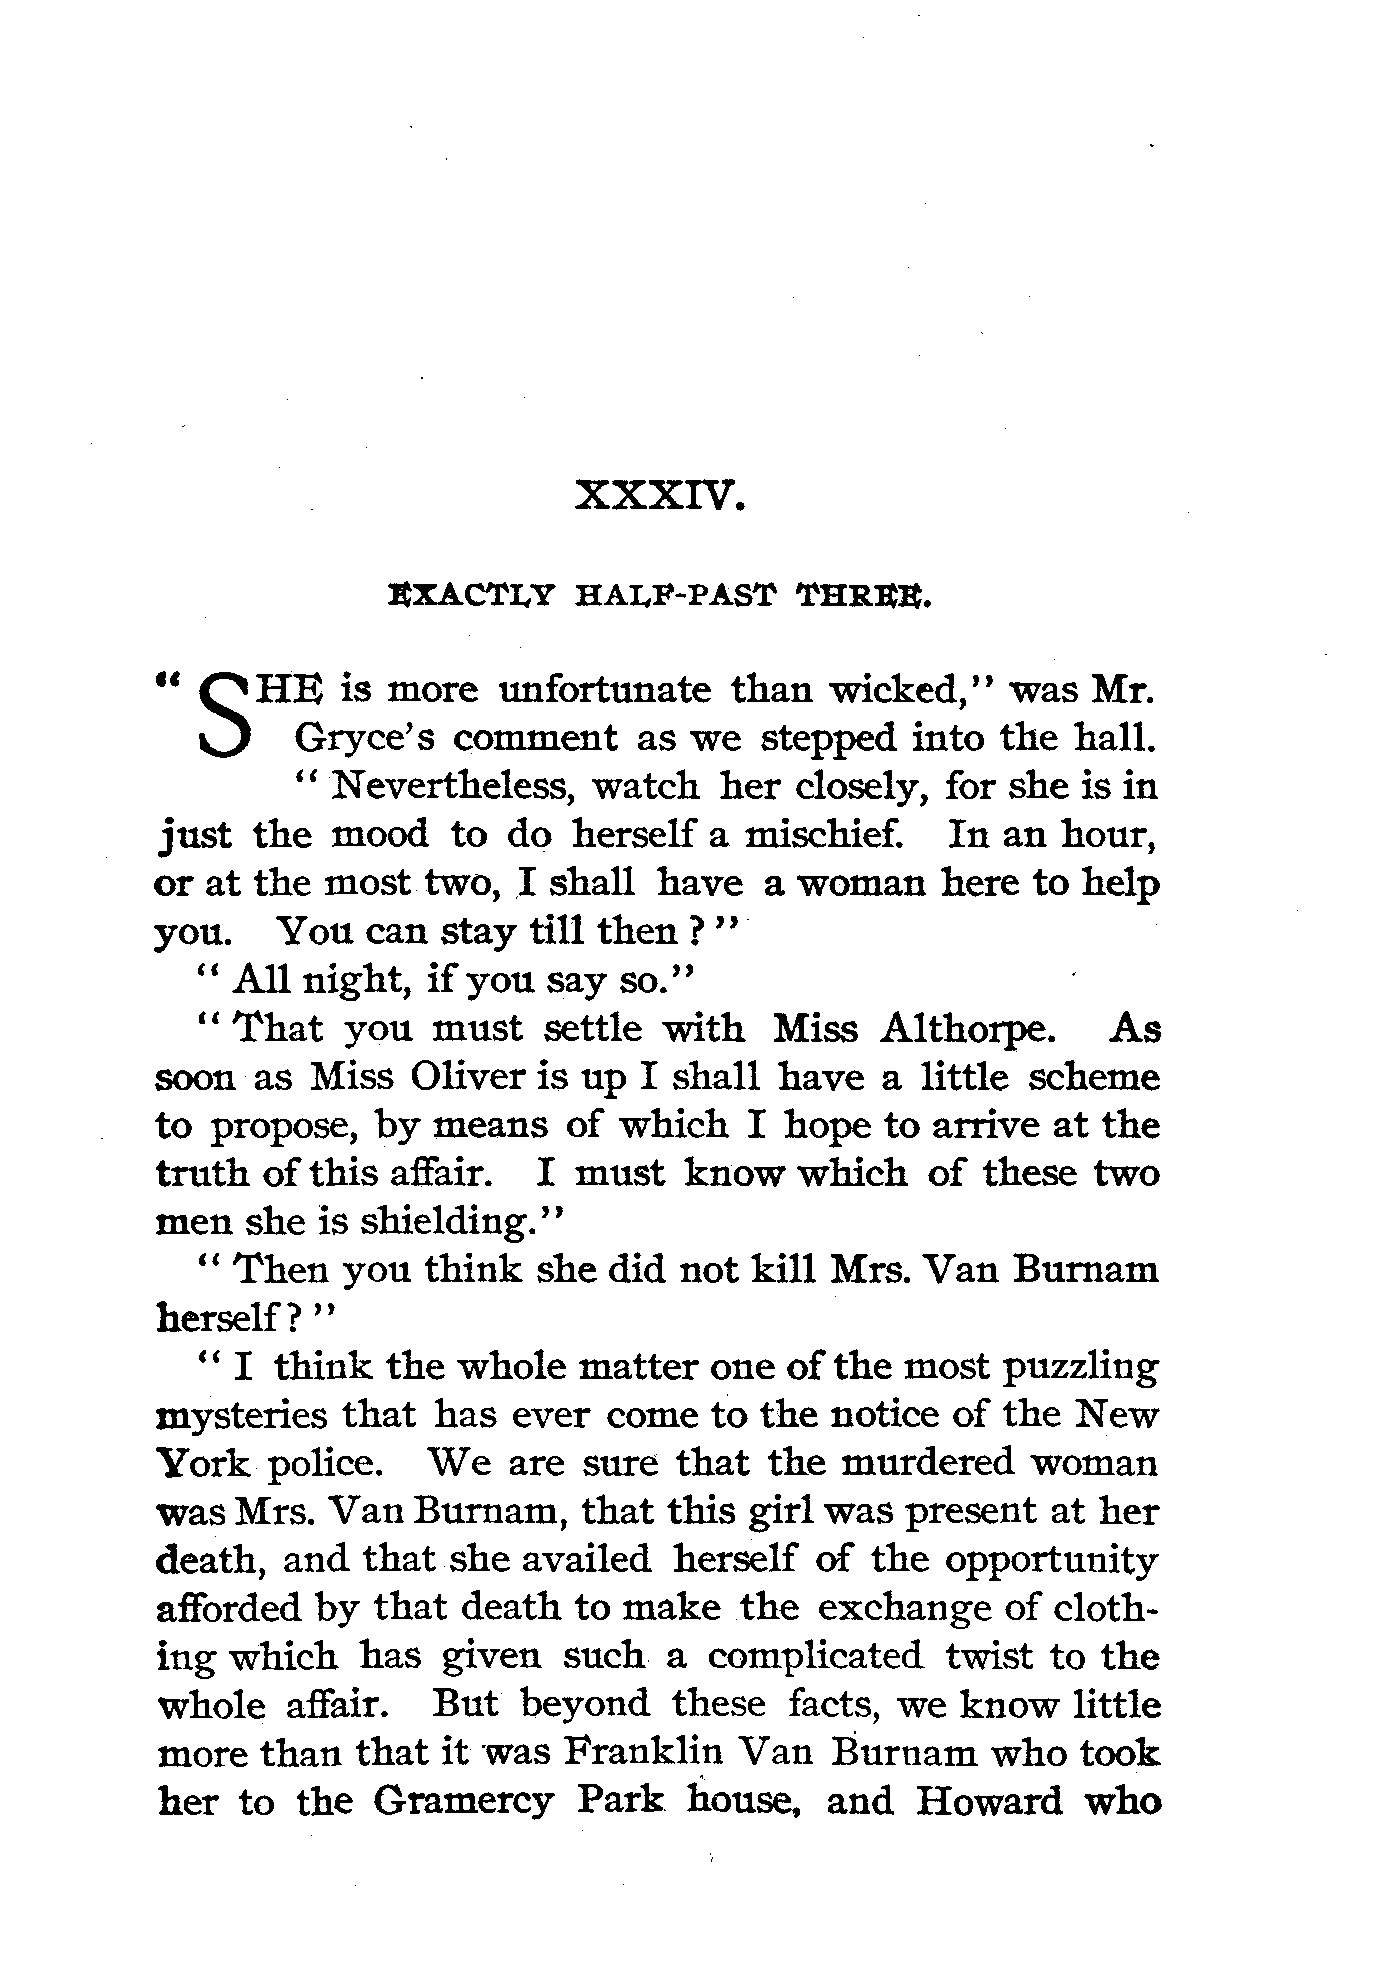 XXXIV.
EXACTLY HALF-PAST THREE.
" SHE is more unfortunate than wicked," was Mr.
Gryce's comment as we stepped into the hall.
" Nevertheless, watch her closely, for she is in
just the mood to do herself a mischief. In an hour,
or at the most two, I shall have a woman here to help
you. You can stay till then ? "
" All night, if you say so."
" That you must settle with Miss Althorpe. As
soon as Miss Oliver is up I shall have a little scheme
to propose, by means of which I hope to arrive at the
truth of this affair. I must know which of these two
men she is shielding."
" Then you think she did not kill Mrs. Van Burnam
herself ? "
" I think the whole matter one of the most puzzling
mysteries that has ever come to the notice of the New
York police. We are sure that the murdered woman
was Mrs. Van Burnam, that this girl was present at her
death, and that she availed herself of the opportunity
afforded by that death to make the exchange of cloth-
ing which has given such a complicated twist to the
whole affair. But beyond these facts, we know little
more than that it was Franklin Van Burnam who took
her to the Gramercy Park house, and Howard who